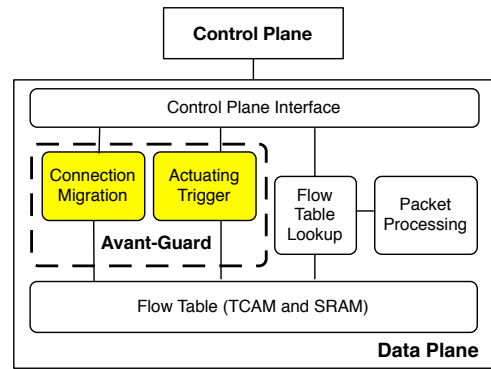 Control Plane
Control Plane Interface
Connection
Migration
Actuating
Trigger
Avant-Guard
Flow
Table
Lookup
Packet
Processing
Flow Table (TCAM and SRAM)
Data Plane